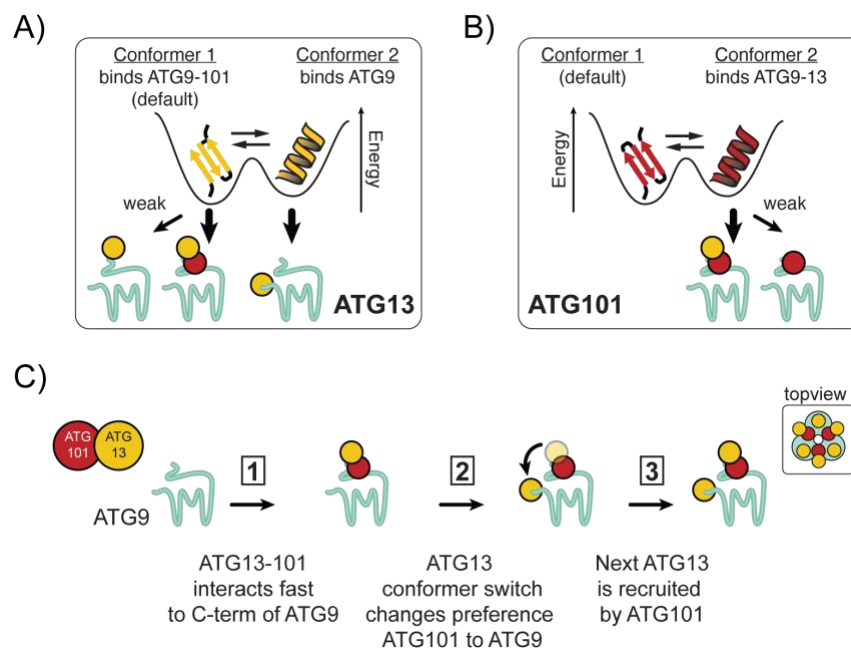 A)
Conformer 1
binds ATG9-101
(default)
Conformer 2
binds ATG9
Energy
weak
ATG13
B)
Conformer 1
(default)
Conformer 2
binds ATG9-13
Energy
weak
ATG101
C)
ATG
101
ATG
13
ATG9
1
2
3
topview
ATG13-101
interacts fast
to C-term of ATG9
ATG13
conformer switch
changes preference
ATG101 to ATG9
Next ATG13
is recruited
by ATG101